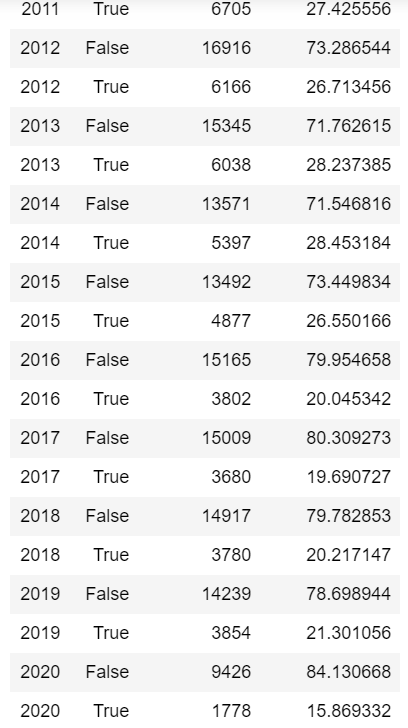 2011 True 6705 27.425556
2012 False 16916 73.286544
2012 True 6166 26.713456
2013 False 15345 71.762615
2013 True 6038 28.237385
2014 False 13571 71.546816
2014 True 5397 28.453184
2015 False 13492 73.449834
2015 True 4877 26.550166
2016 False 15165 79.954658
2016 True 3802 20.045342
2017 False 15009 80.309273
2017 True 3680 19.690727
2018 False 14917 79.782853
2018 True 3780 20.217147
2019 False 14239 78.698944
2019 True 3854 21.301056
2020 False 9426 84.130668
2020 True 1778 15.869332